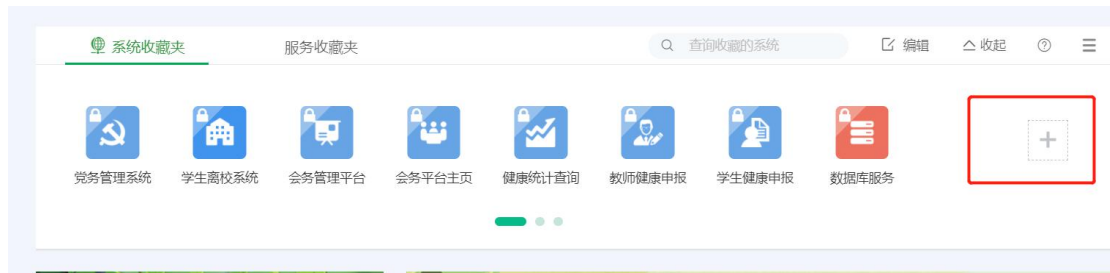 系统收藏夹 服务收藏夹 查询收藏的系统 编辑 收起
党务管理系统 学生离校系统 会务管理平台 会务平台主页 健康统计查询 教师健康申报 学生健康申报 数据库服务